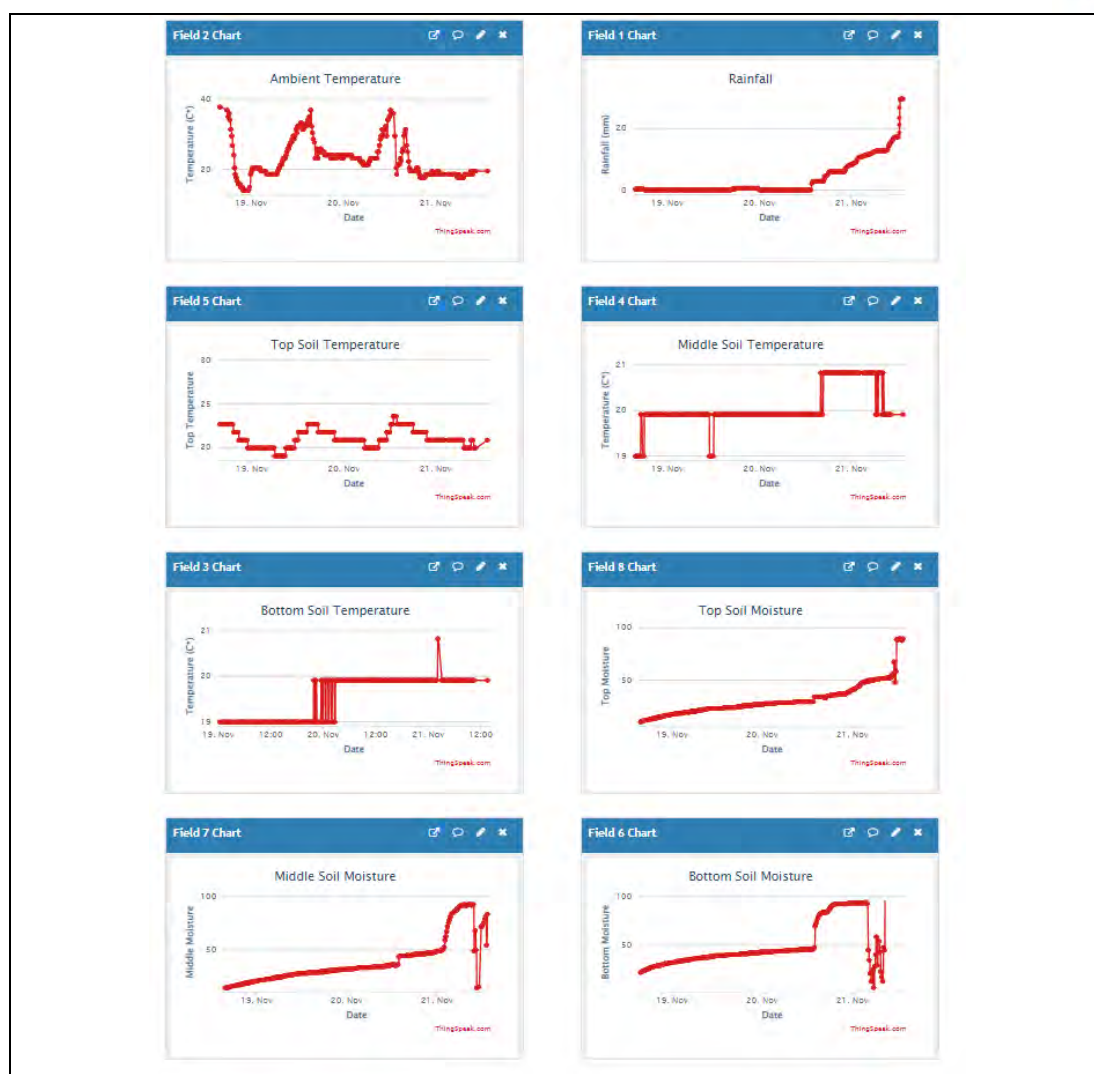 Field 2 Chart
Ambient Temperature
Temperature (C*)
40
20
19. Nov 20. Nov 21. Nov
Date
ThingSpeak.com
Field 1 Chart
Rainfall
Rainfall (mm)
20
0
19. Nov 20. Nov 21. Nov
Date
ThingSpeak.com
Field 5 Chart
Top Soil Temperature
Top Temperature
30
25
20
19. Nov 20. Nov 21. Nov
Date
ThingSpeak.com
Field 4 Chart
Middle Soil Temperature
Temperature (C*)
21
20
19
19. Nov 20. Nov 21. Nov
Date
ThingSpeak.com
Field 3 Chart
Bottom Soil Temperature
Temperature (C*)
21
20
19
19. Nov 12:00 20. Nov 12:00 21. Nov 12:00
Date
ThingSpeak.com
Field 8 Chart
Top Soil Moisture
Top Moisture
100
50
19. Nov 20. Nov 21. Nov
Date
ThingSpeak.com
Field 7 Chart
Middle Soil Moisture
Middle Moisture
100
50
19. Nov 20. Nov 21. Nov
Date
ThingSpeak.com
Field 6 Chart
Bottom Soil Moisture
Bottom Moisture
100
50
19. Nov 20. Nov 21. Nov
Date
ThingSpeak.com